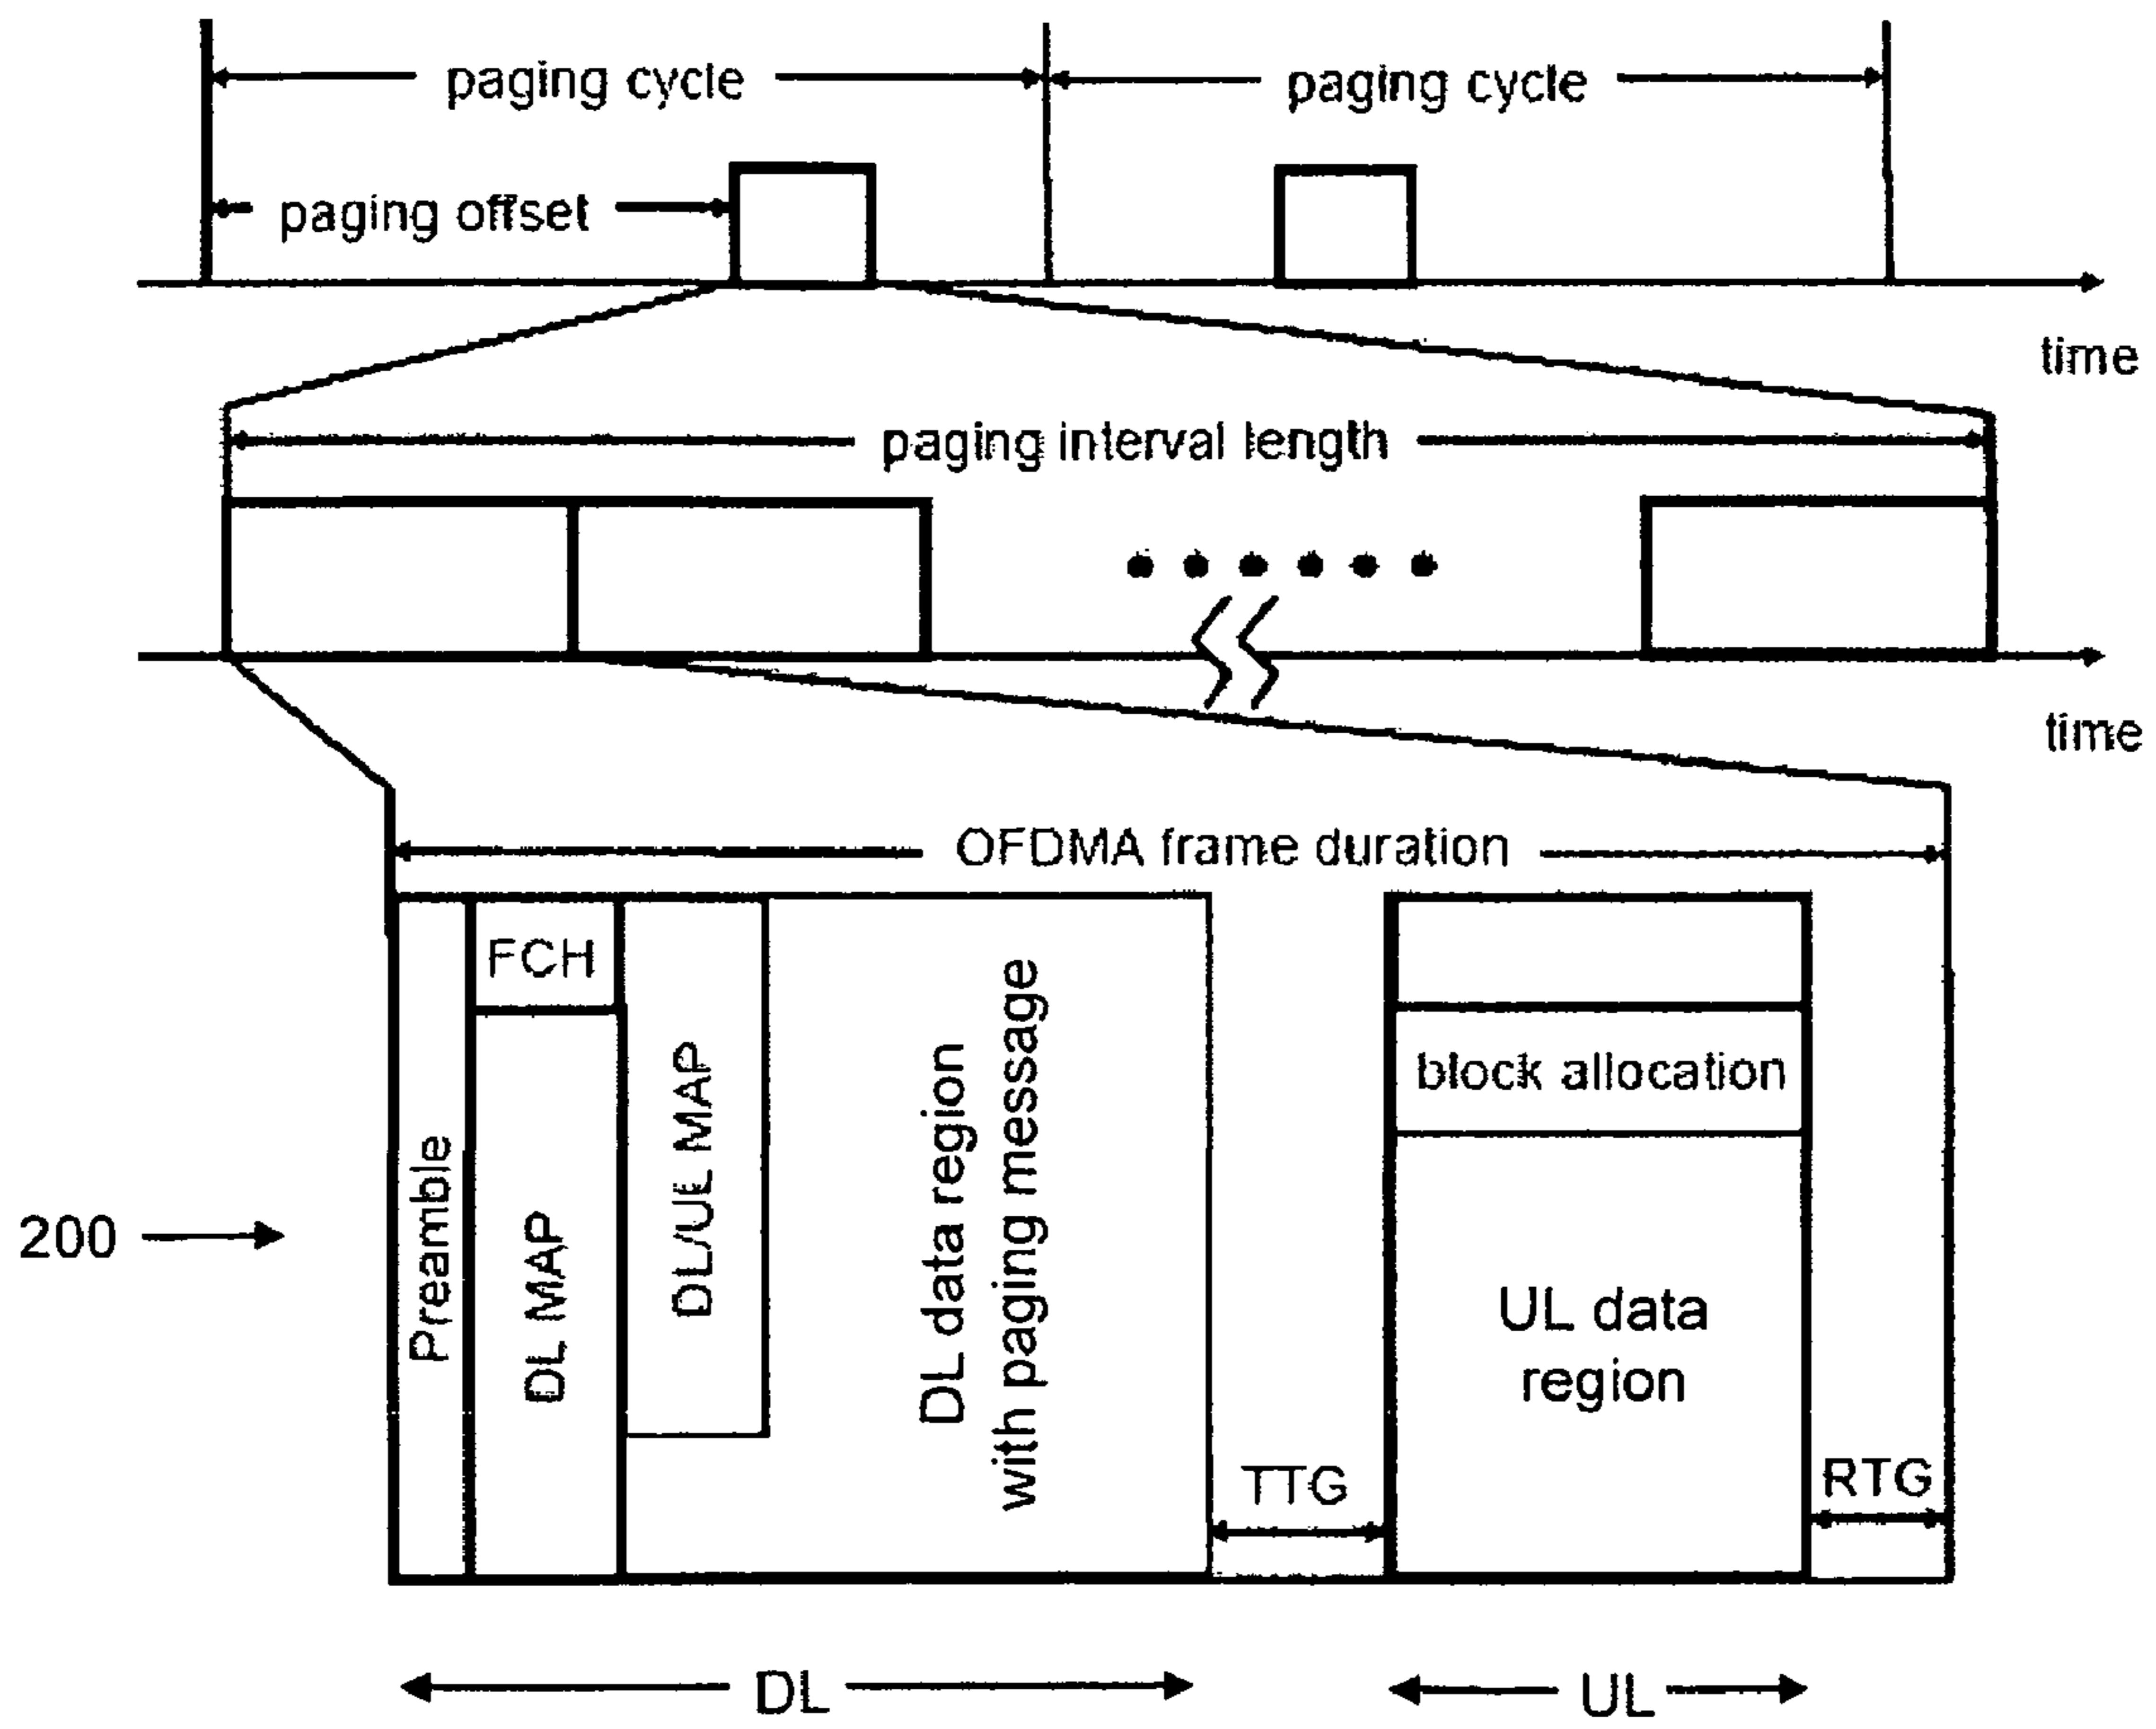 paging cycle
paging cycle
paging offset
time
paging interval length
time
OFDMA frame duration
FCH
Preamble
DL MAP
DL/UL MAP
DL data region
with paging message
block allocation
UL data
region
TTG
RTG
200
DL
UL